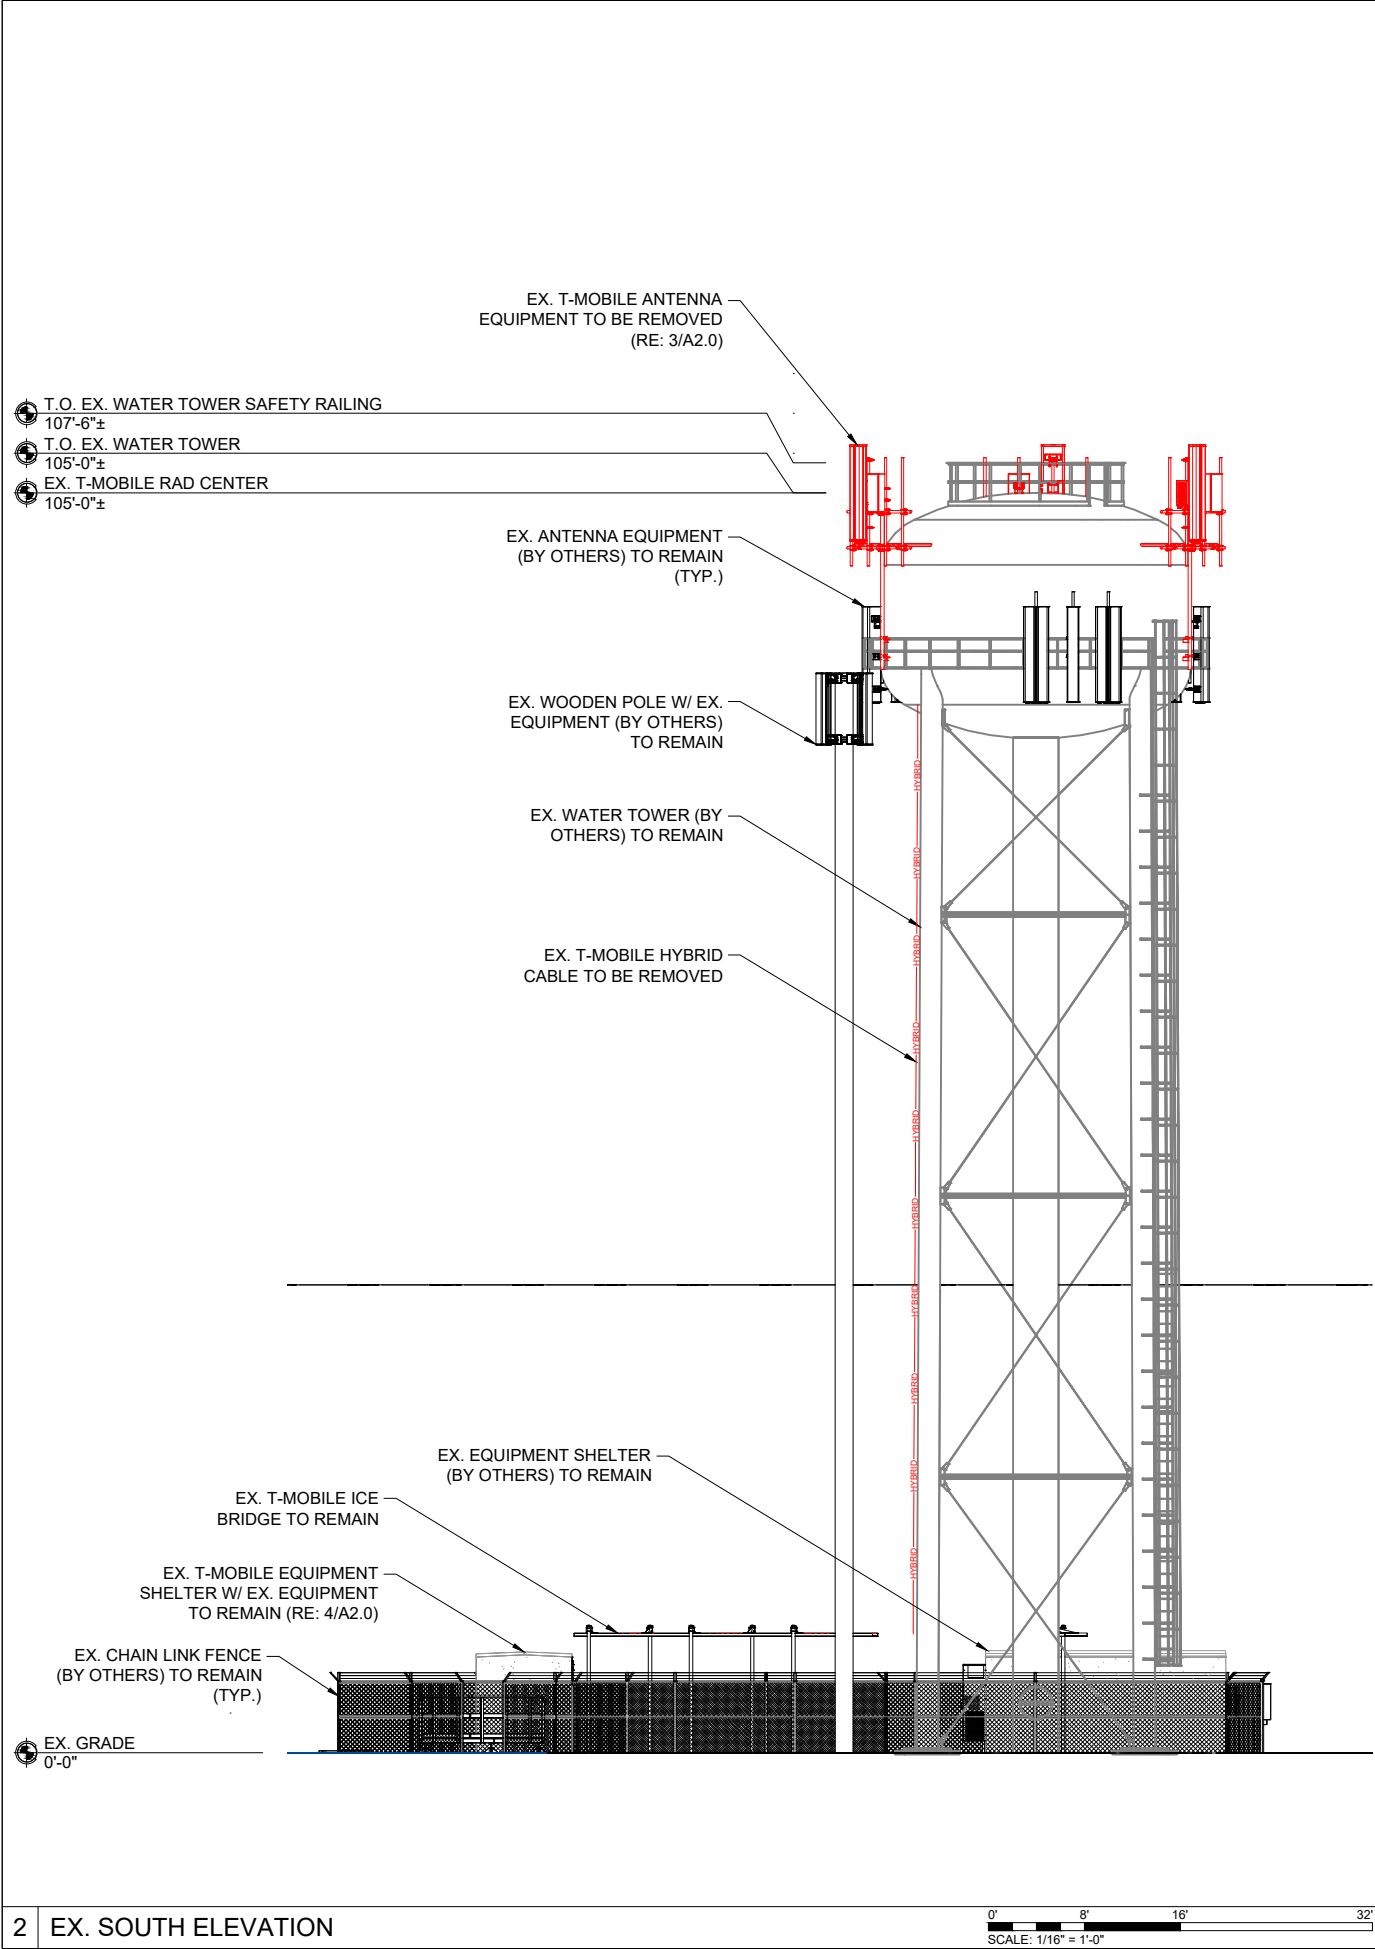 EX. T-MOBILE ANTENNA
EQUIPMENT TO BE REMOVED
(RE: 3/A2.0)
T.O. EX. WATER TOWER SAFETY RAILING
107'-6"±
T.O. EX. WATER TOWER
105'-0"±
EX. T-MOBILE RAD CENTER
105'-0"±
EX. ANTENNA EQUIPMENT
(BY OTHERS) TO REMAIN
(TYP.)
EX. WOODEN POLE W/ EX.
EQUIPMENT (BY OTHERS)
TO REMAIN
HYBRID
EX. WATER TOWER (BY
OTHERS) TO REMAIN
HYBRID
HYBRID
EX. T-MOBILE HYBRID
CABLE TO BE REMOVED
HYBRID
HYBRID
HYBRID
HYBRID
HYBRID
EX. EQUIPMENT SHELTER
(BY OTHERS) TO REMAIN
HYBRID
EX. T-MOBILE ICE
BRIDGE TO REMAIN
HYBRID
EX. T-MOBILE EQUIPMENT
SHELTER W/ EX. EQUIPMENT
TO REMAIN (RE: 4/A2.0)
EX. CHAIN LINK FENCE
(BY OTHERS) TO REMAIN
(TYP.)
EX. GRADE
0'-0"
2 EX. SOUTH ELEVATION
0' 8' 16' 32'
SCALE: 1/16" = 1'-0"